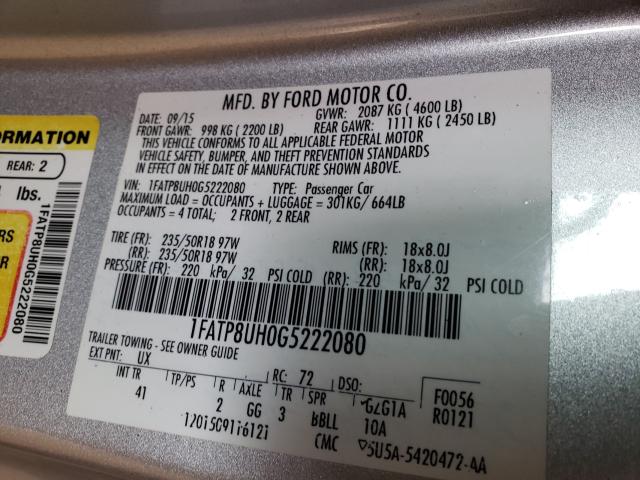 MFD. BY FORD MOTOR CO.
DATE: 09/15 GVWR: 2087 KG ( 4600 LB)
FRONT GAWR: 998 KG ( 2200 LB) REAR GAWR: 1111 KG ( 2450 LB)
THIS VEHICLE CONFORMS TO ALL APPLICABLE FEDERAL MOTOR
VEHICLE SAFETY, BUMPER, AND THEFT PREVENTION STANDARDS
IN EFFECT ON THE DATE OF MANUFACTURE SHOWN ABOVE.
VIN: 1FATP8UH0G5222080 TYPE: Passenger Car
MAXIMUM LOAD = OCCUPANTS + LUGGAGE = 301KG/ 664LB
OCCUPANTS = 4 TOTAL; 2 FRONT, 2 REAR
TIRE (FR): 235/50R18 97W RIMS (FR): 18x8.0J
(RR): 235/50R18 97W (RR): 18x8.0J
PRESSURE (FR): 220 kPa/ 32 PSI COLD (RR): 220 kPa/ 32 PSI COLD
1FATP8UH0G5222080
TRAILER TOWING - SEE OWNER GUIDE
EXT PNT: UX RC: 72 DSO: F0056
R0121
INT TR TP/PS R AXLE TR SPR
41 2 GG 3 BBLL 10A
CMC 5U5A-5420472-AA
ORMATION
REAR: 2
lbs.
1FATP8UH0G5222080